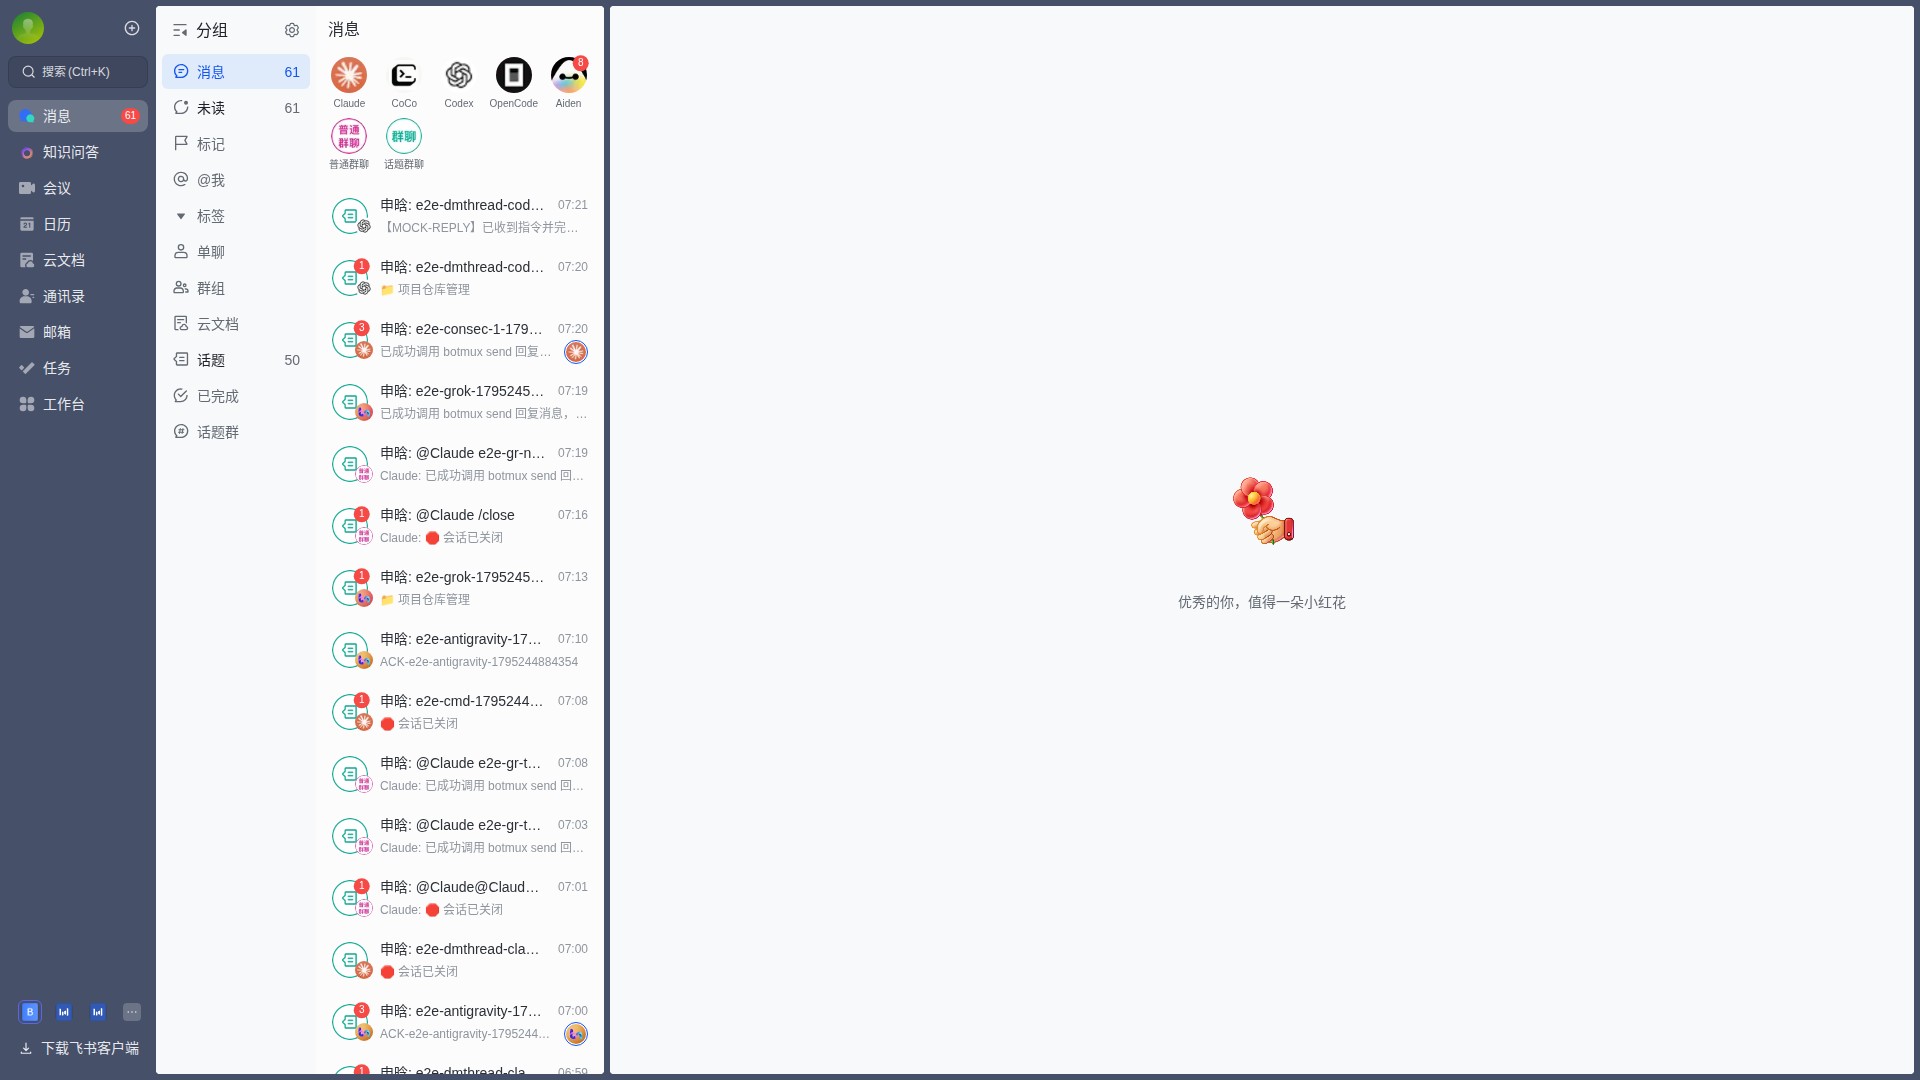 搜索 (Ctrl+K)
消息
61
知识问答
会议
日历
云文档
通讯录
邮箱
任务
工作台
下载飞书客户端
分组
消息
61
未读
61
标记
@我
标签
单聊
群组
云文档
话题
50
已完成
话题群
消息
Claude
CoCo
Codex
OpenCode
8
Aiden
普通
群聊
普通群聊
群聊
话题群聊
申晗: e2e-dmthread-cod...
07:21
【MOCK-REPLY】已收到指令并完...
1
申晗: e2e-dmthread-cod...
07:20
项目仓库管理
3
申晗: e2e-consec-1-179...
07:20
已成功调用 botmux send 回复...
申晗: e2e-grok-1795245...
07:19
已成功调用 botmux send 回复消息，...
申晗: @Claude e2e-gr-n...
07:19
Claude: 已成功调用 botmux send 回...
1
申晗: @Claude /close
07:16
Claude: 会话已关闭
1
申晗: e2e-grok-1795245...
07:13
项目仓库管理
申晗: e2e-antigravity-17...
07:10
ACK-e2e-antigravity-1795244884354
1
申晗: e2e-cmd-1795244...
07:08
会话已关闭
申晗: @Claude e2e-gr-t...
07:08
Claude: 已成功调用 botmux send 回...
申晗: @Claude e2e-gr-t...
07:03
Claude: 已成功调用 botmux send 回...
1
申晗: @Claude@Claud...
07:01
Claude: 会话已关闭
申晗: e2e-dmthread-cla...
07:00
会话已关闭
3
申晗: e2e-antigravity-17...
07:00
ACK-e2e-antigravity-1795244...
1
申晗: e2e-dmthread-cla...
06:59
优秀的你，值得一朵小红花